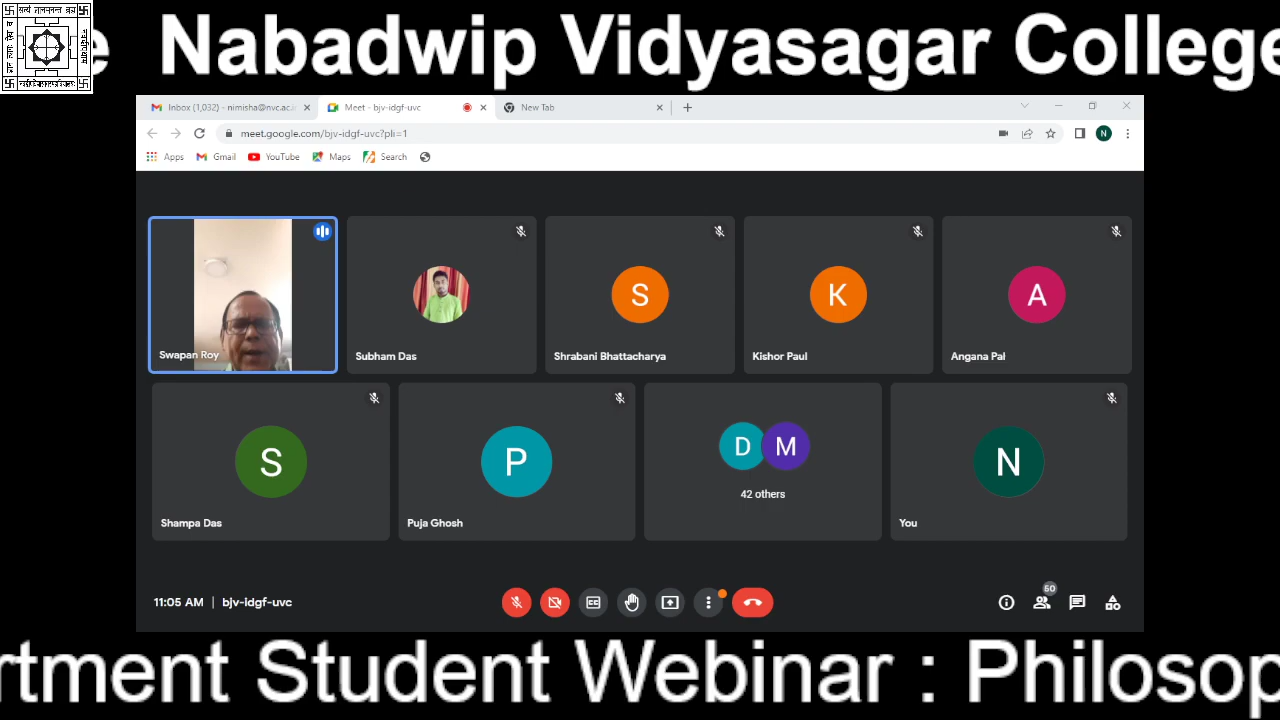 e Nabadwip Vidyasagar College
Inbox (1,032) - nimisha@nvc.ac.i
Meet - bjv-idgf-uvc
New Tab
meet.google.com/bjv-idgf-uvc?pli=1
N
Apps
Gmail
YouTube
Maps
Search
Swapan Roy
Subham Das
S
Shrabani Bhattacharya
K
Kishor Paul
A
Angana Pal
S
Shampa Das
P
Puja Ghosh
D M
42 others
N
You
11:05 AM | bjv-idgf-uvc
50
rtment Student Webinar : Philosop